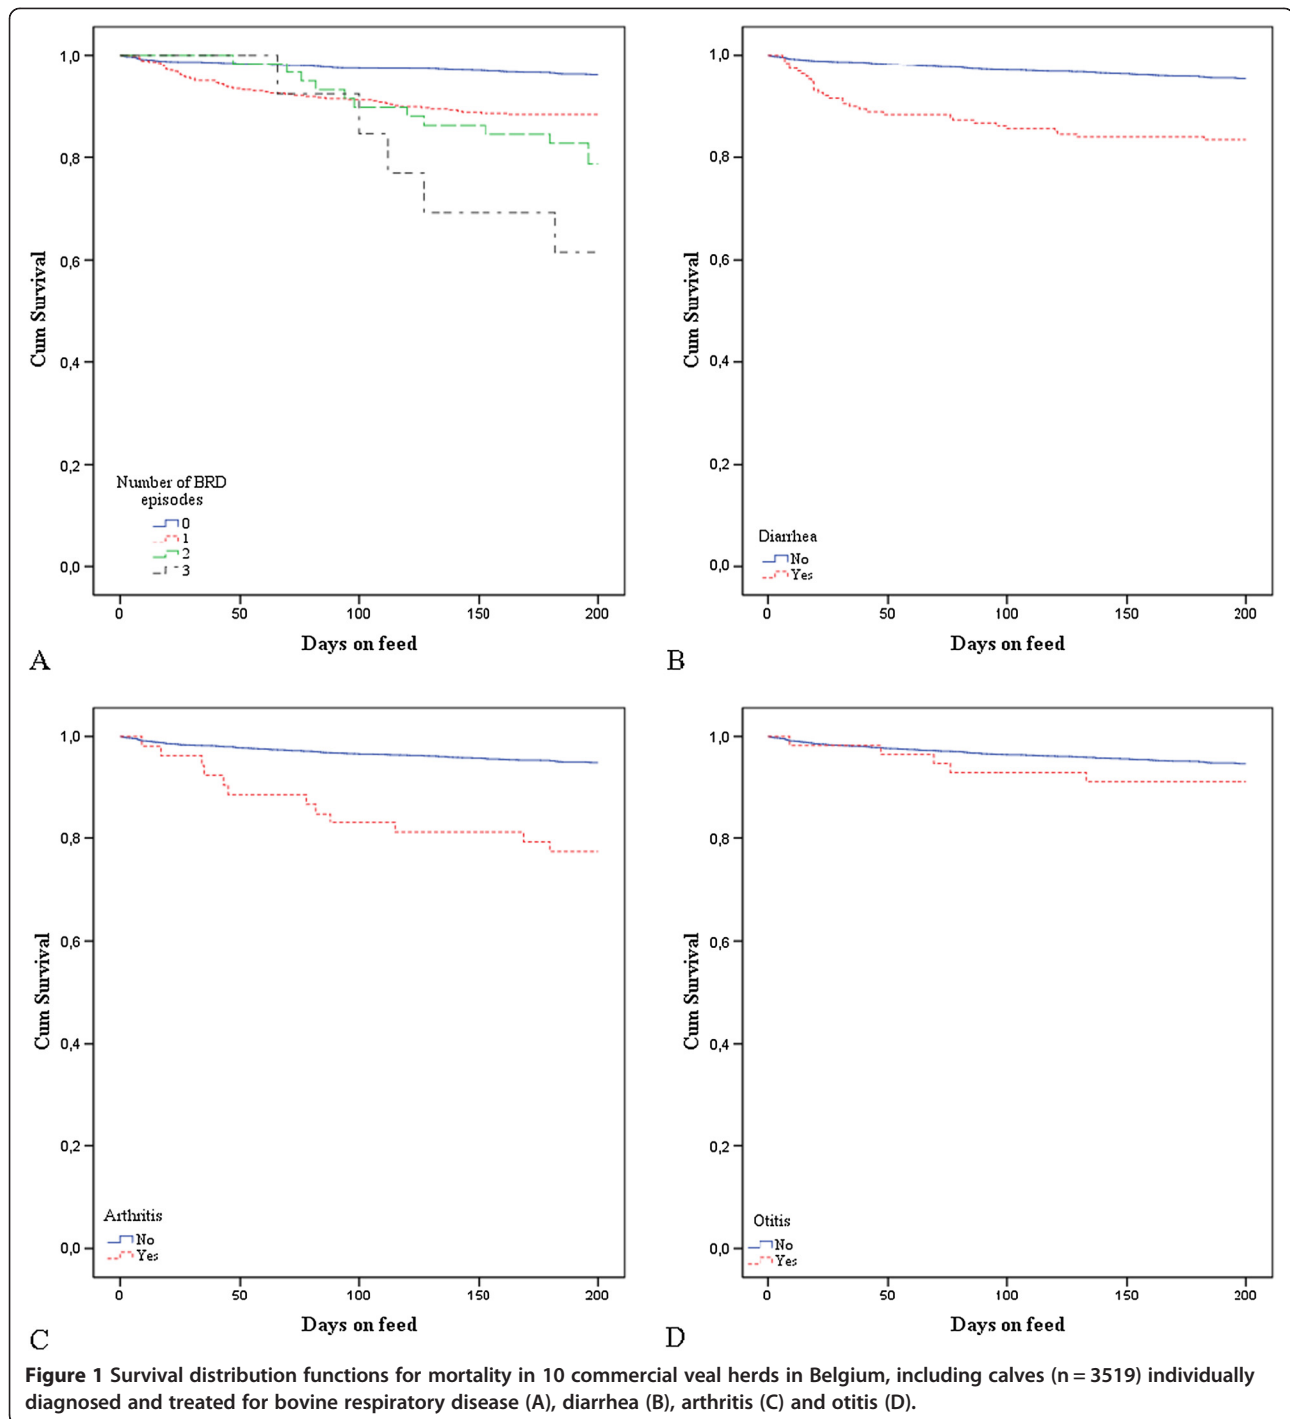 1,0
0,8
0,6
0,4
0,2
0,0
Cum Survival
Number of BRD
episodes
0
1
2
3
0 50 100 150 200
Days on feed
A
1,0
0,8
0,6
0,4
0,2
0,0
Cum Survival
Diarrhea
No
Yes
0 50 100 150 200
Days on feed
B
1,0
0,8
0,6
0,4
0,2
0,0
Cum Survival
Arthritis
No
Yes
0 50 100 150 200
Days on feed
C
1,0
0,8
0,6
0,4
0,2
0,0
Cum Survival
Otitis
No
Yes
0 50 100 150 200
Days on feed
D
Figure 1 Survival distribution functions for mortality in 10 commercial veal herds in Belgium, including calves (n = 3519) individually
diagnosed and treated for bovine respiratory disease (A), diarrhea (B), arthritis (C) and otitis (D).